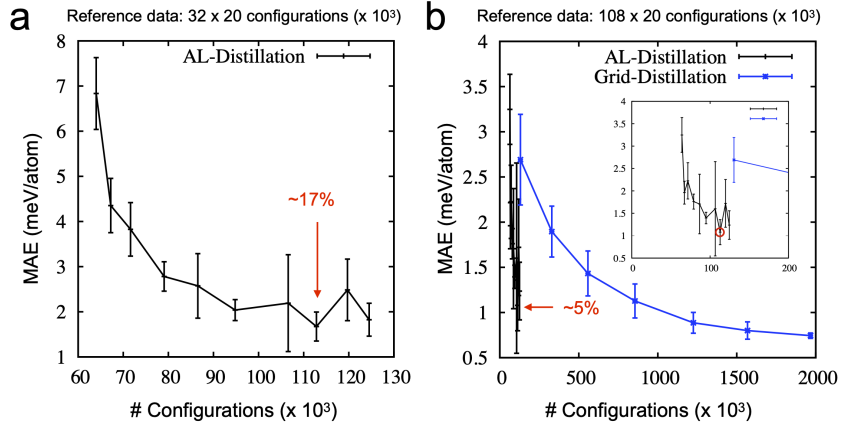 a
Reference data: 32 x 20 configurations (x 10³)
AL-Distillation
MAE (meV/atom)
8
7
6
5
4
3
2
1
~17%
60 70 80 90 100 110 120 130
# Configurations (x 10³)
b
Reference data: 108 x 20 configurations (x 10³)
AL-Distillation
Grid-Distillation
MAE (meV/atom)
4
3.5
3
2.5
2
1.5
1
0.5
4
3.5
3
2.5
2
1.5
1
0.5
0 100 200
~5%
0 500 1000 1500 2000
# Configurations (x 10³)